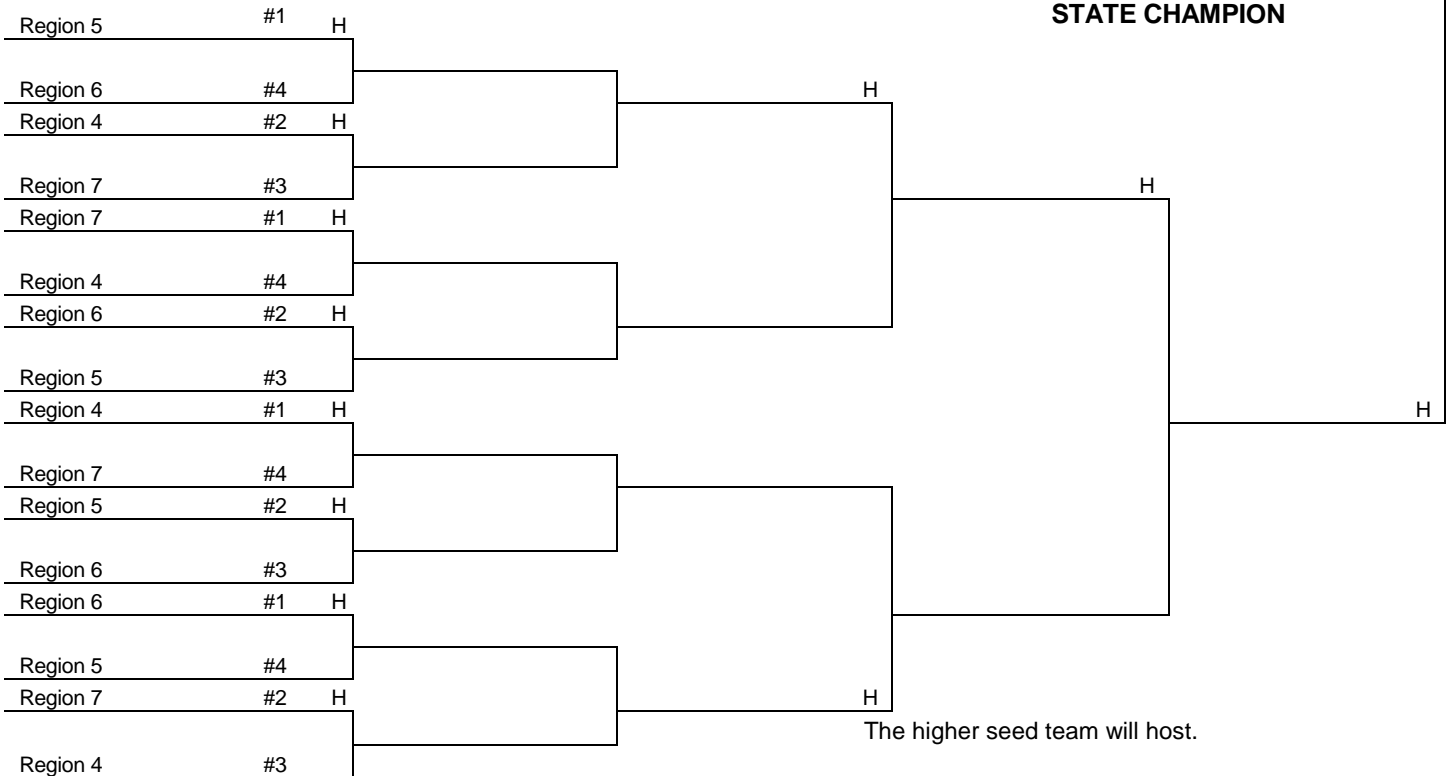 STATE CHAMPION
Region 5 #1 H
Region 6 #4 H
Region 4 #2 H
Region 7 #3 H
Region 7 #1 H
Region 4 #4
Region 6 #2 H
Region 5 #3
Region 4 #1 H H
Region 7 #4
Region 5 #2 H
Region 6 #3
Region 6 #1 H
Region 5 #4
Region 7 #2 H H
The higher seed team will host.
Region 4 #3